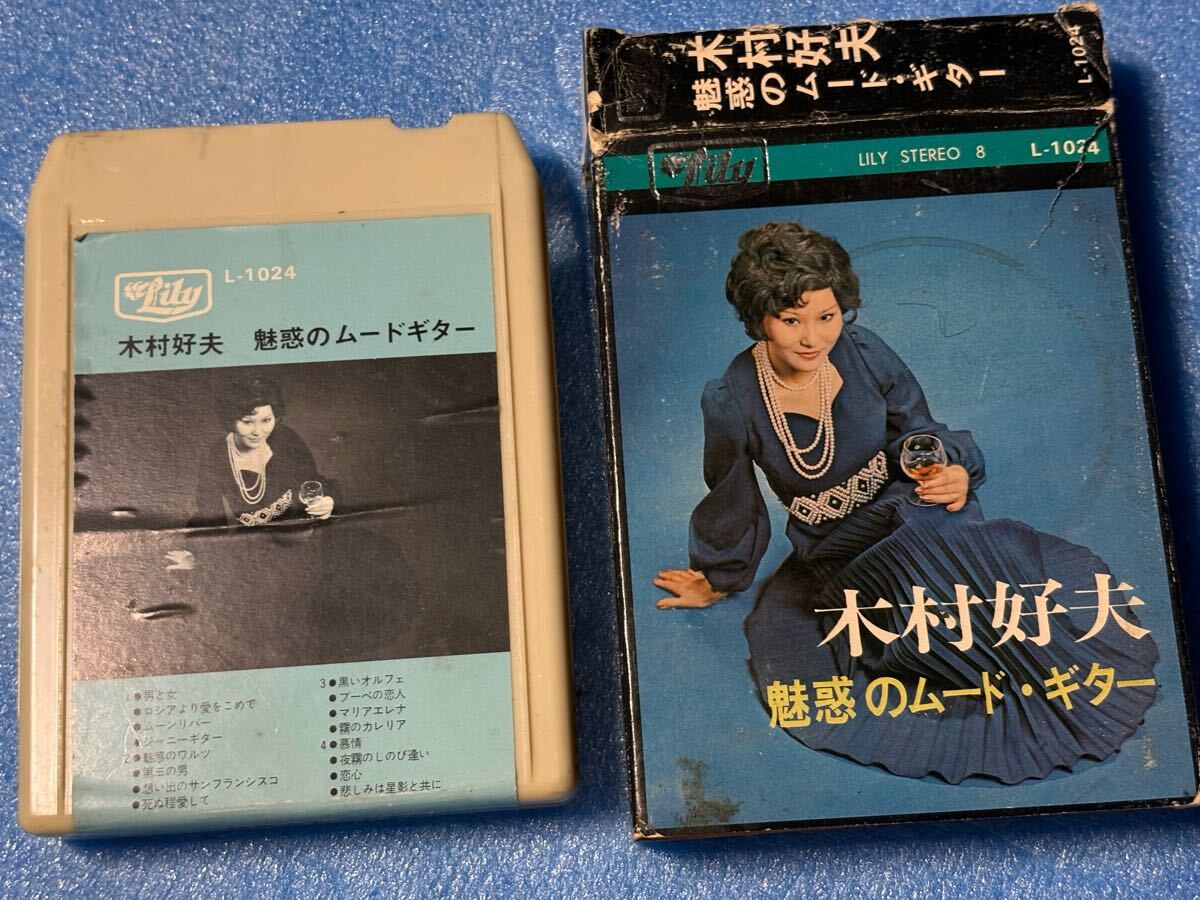 Lily
L-1024
木村好夫 魅惑のムードギター
1●男と女
●ロシアより愛をこめて
●ムーンリバー
●ジャニーギター
2●魅惑のワルツ
●第三の男
●想い出のサンフランシスコ
●死ぬ程愛して
3●黒いオルフェ
●ブーベの恋人
●マリアエレナ
●霧のカレリア
4●慕情
●夜霧のしのび逢い
●恋心
●悲しみは星影と共に
木村好夫
魅惑のムード・ギター
L-1024
Lily
LILY STEREO 8
L-1024
木村好夫
魅惑のムード・ギター